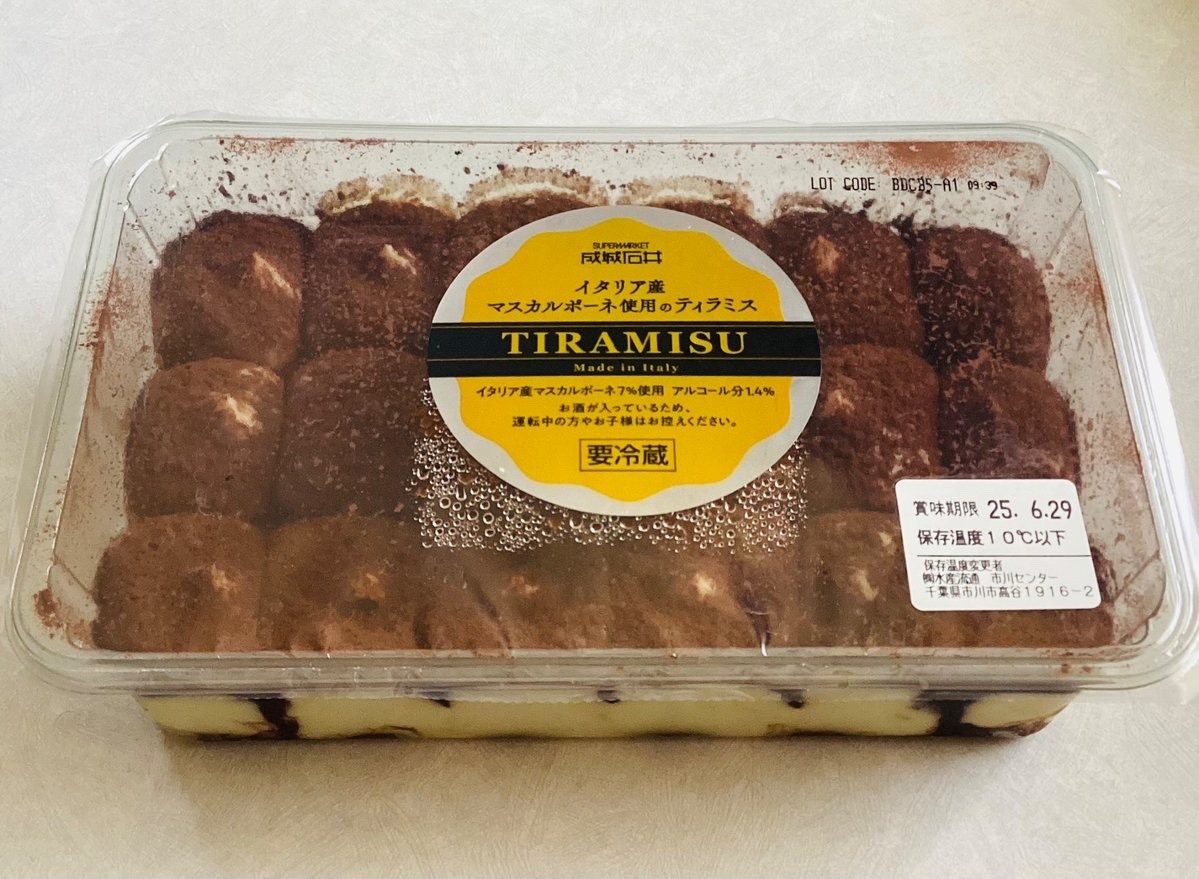 LOT CODE BDC85-A1 09:39
SUPERMARKET
成城石井
イタリア産
マスカルポーネ使用のティラミス
TIRAMISU
Made in Italy
イタリア産マスカルポーネ7%使用 アルコール分1.4%
お酒が入っているため、
運転中の方やお子様はお控えください。
要冷蔵
賞味期限 25. 6.29
保存温度10℃以下
保存温度変更者
㈱水産流通 市川センター
千葉県市川市高谷1916-2